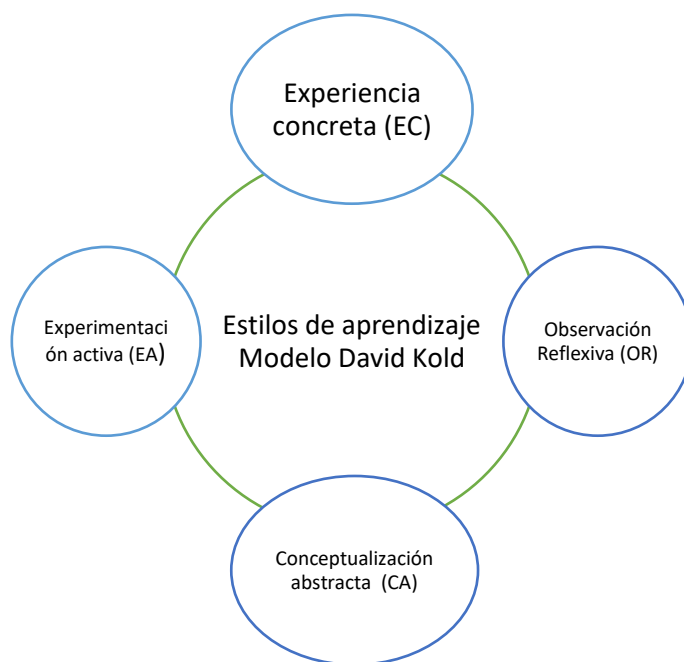 Experiencia
concreta (EC)
Experimentaci
ón activa (EA)
Estilos de aprendizaje
Modelo David Kold
Observación
Reflexiva (OR)
Conceptualización
abstracta (CA)